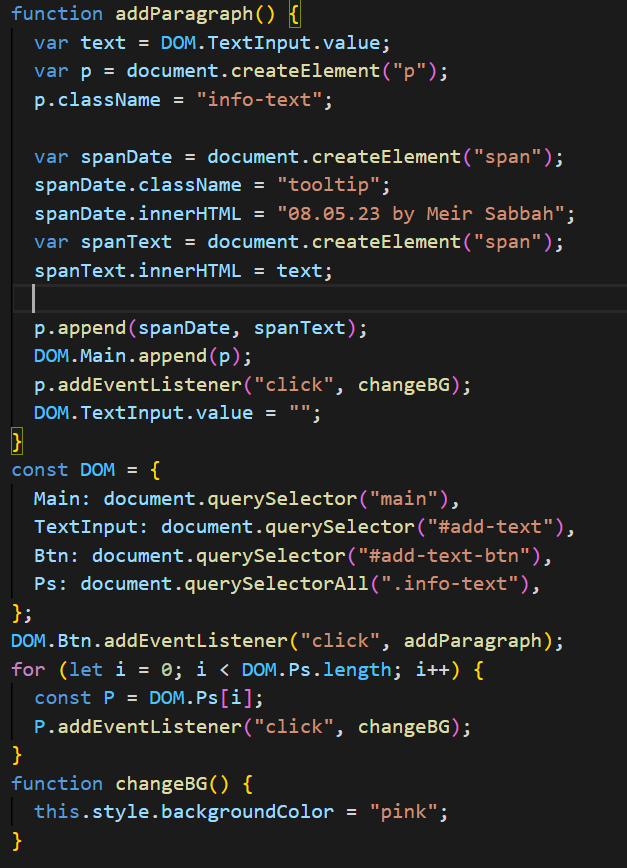 function addParagraph() {
  var text = DOM.TextInput.value;
  var p = document.createElement("p");
  p.className = "info-text";

  var spanDate = document.createElement("span");
  spanDate.className = "tooltip";
  spanDate.innerHTML = "08.05.23 by Meir Sabbah";
  var spanText = document.createElement("span");
  spanText.innerHTML = text;

  p.append(spanDate, spanText);
  DOM.Main.append(p);
  p.addEventListener("click", changeBG);
  DOM.TextInput.value = "";
}
const DOM = {
  Main: document.querySelector("main"),
  TextInput: document.querySelector("#add-text"),
  Btn: document.querySelector("#add-text-btn"),
  Ps: document.querySelectorAll(".info-text"),
};
DOM.Btn.addEventListener("click", addParagraph);
for (let i = 0; i < DOM.Ps.length; i++) {
  const P = DOM.Ps[i];
  P.addEventListener("click", changeBG);
}
function changeBG() {
  this.style.backgroundColor = "pink";
}